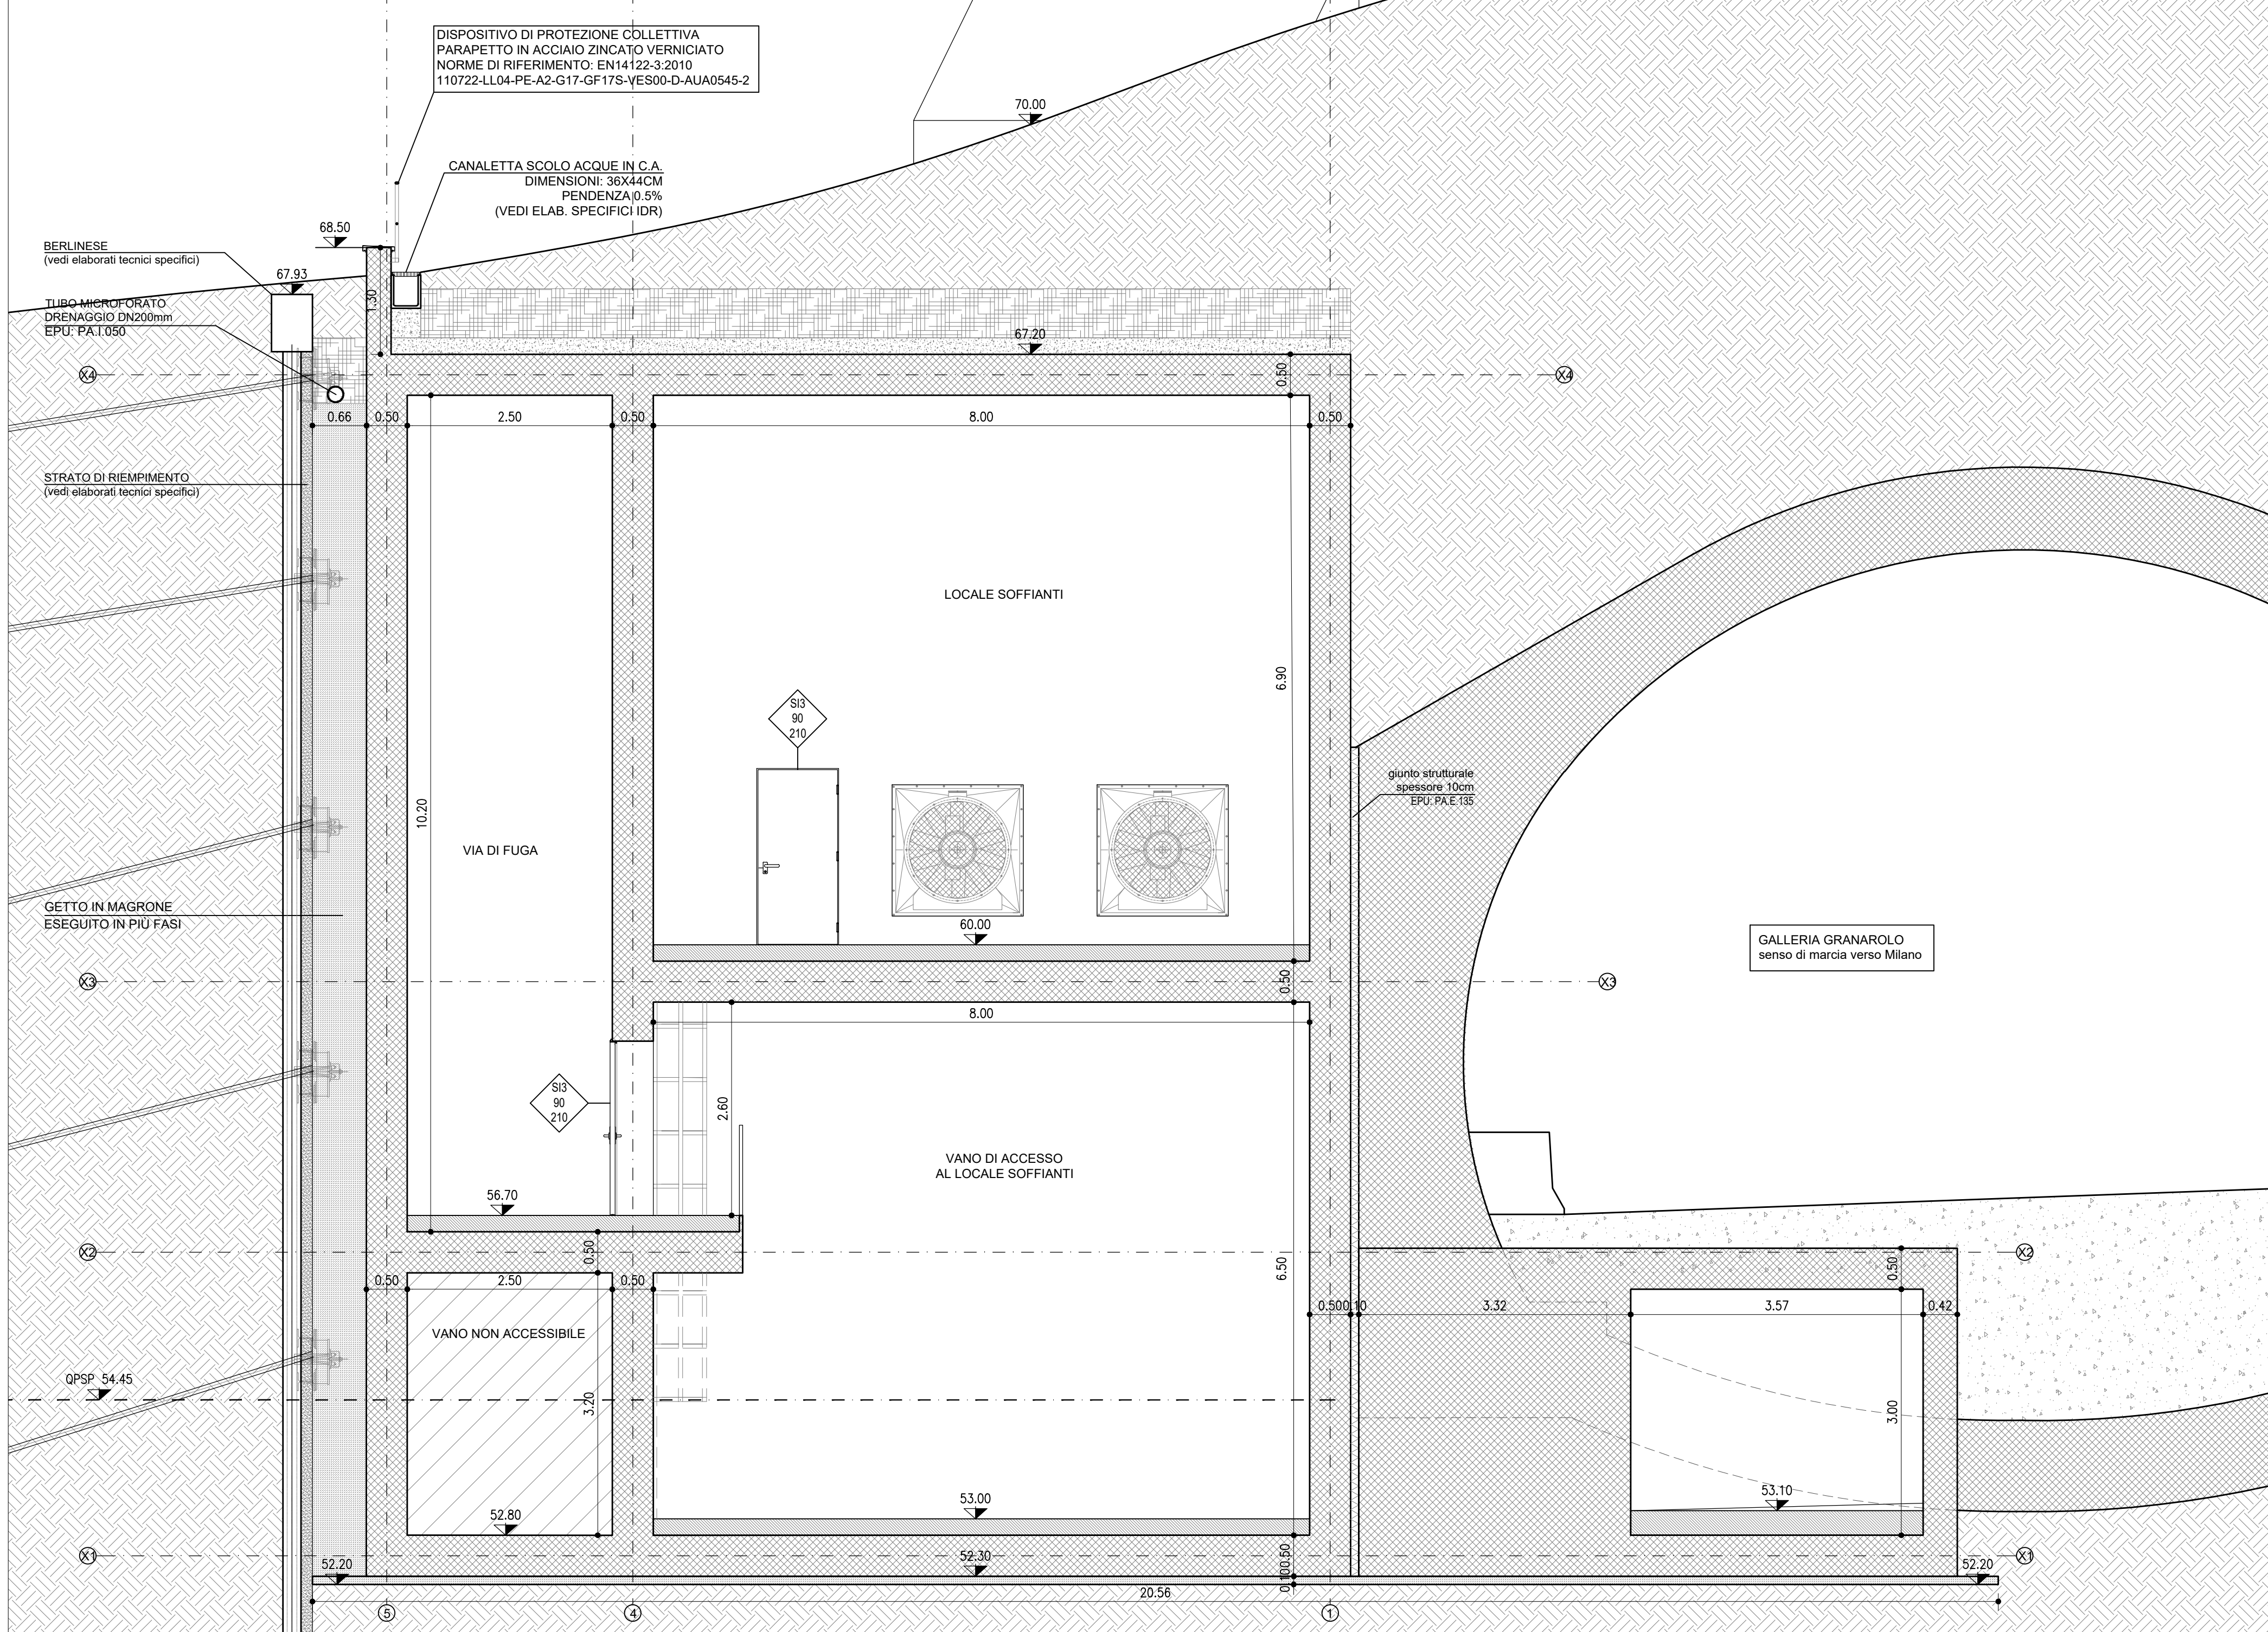 DISPOSITIVO DI PROTEZIONE COLLETTIVA
PARAPETTO IN ACCIAIO ZINCATO VERNICIATO
NORME DI RIFERIMENTO: EN14122-3:2010
110722-LL04-PE-A2-G17-GF17S-VES00-D-AUA0545-2
70.00
CANALETTA SCOLO ACQUE IN C.A.
DIMENSIONI: 36X44CM
PENDENZA 0.5%
(VEDI ELAB. SPECIFICI IDR)
68.50
BERLINESE
(vedi elaborati tecnici specifici)
67.93
TUBO MICROFORATO
DRENAGGIO DN200mm
EPU: PA.I.050
1.30
67.20
X4
0.50
X4
0.66
0.50
2.50
0.50
8.00
0.50
STRATO DI RIEMPIMENTO
(vedi elaborati tecnici specifici)
LOCALE SOFFIANTI
6.90
SI3
90
210
giunto strutturale
spessore 10cm
EPU: PA.E.135
10.20
VIA DI FUGA
GETTO IN MAGRONE
ESEGUITO IN PIÙ FASI
60.00
GALLERIA GRANAROLO
senso di marcia verso Milano
X3
0.50
X3
8.00
SI3
90
210
2.60
VANO DI ACCESSO
AL LOCALE SOFFIANTI
56.70
X2
0.50
6.50
0.50
X2
0.50
2.50
0.50
0.50
0.10
3.32
3.57
0.42
VANO NON ACCESSIBILE
QPSP 54.45
3.20
3.00
53.00
53.10
52.80
X1
52.20
52.30
0.50
0.10
52.20
X1
20.56
5
4
1